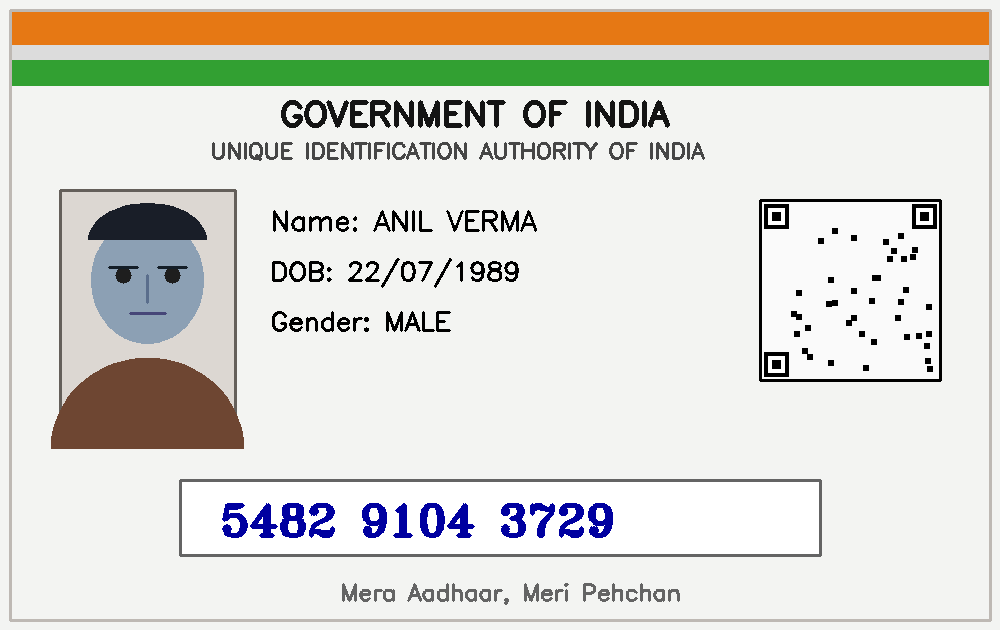 GOVERNMENT OF INDIA
UNIQUE IDENTIFICATION AUTHORITY OF INDIA
Name: ANIL VERMA
DOB: 22/07/1989
Gender: MALE
5482 9104 3729
Mera Aadhaar, Meri Pehchan